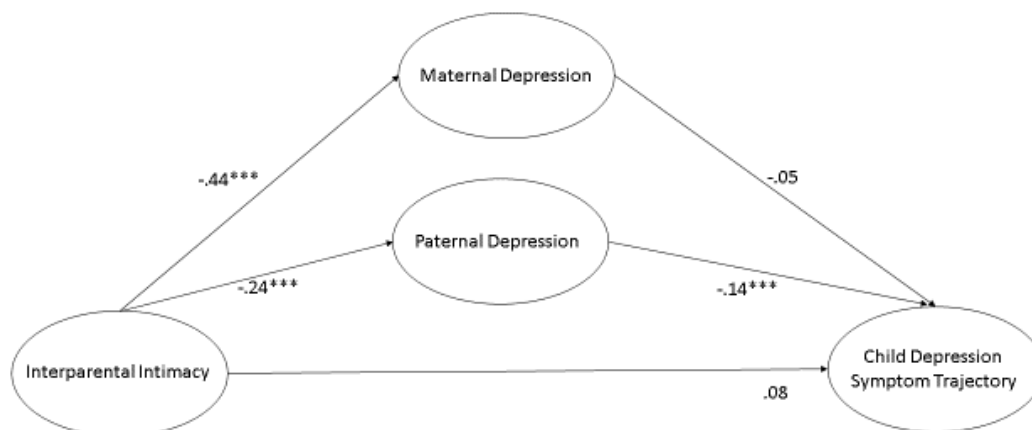 Maternal Depression
-.44***
-.05
Paternal Depression
-.24***
-.14***
Interparental Intimacy
Child Depression
Symptom Trajectory
.08